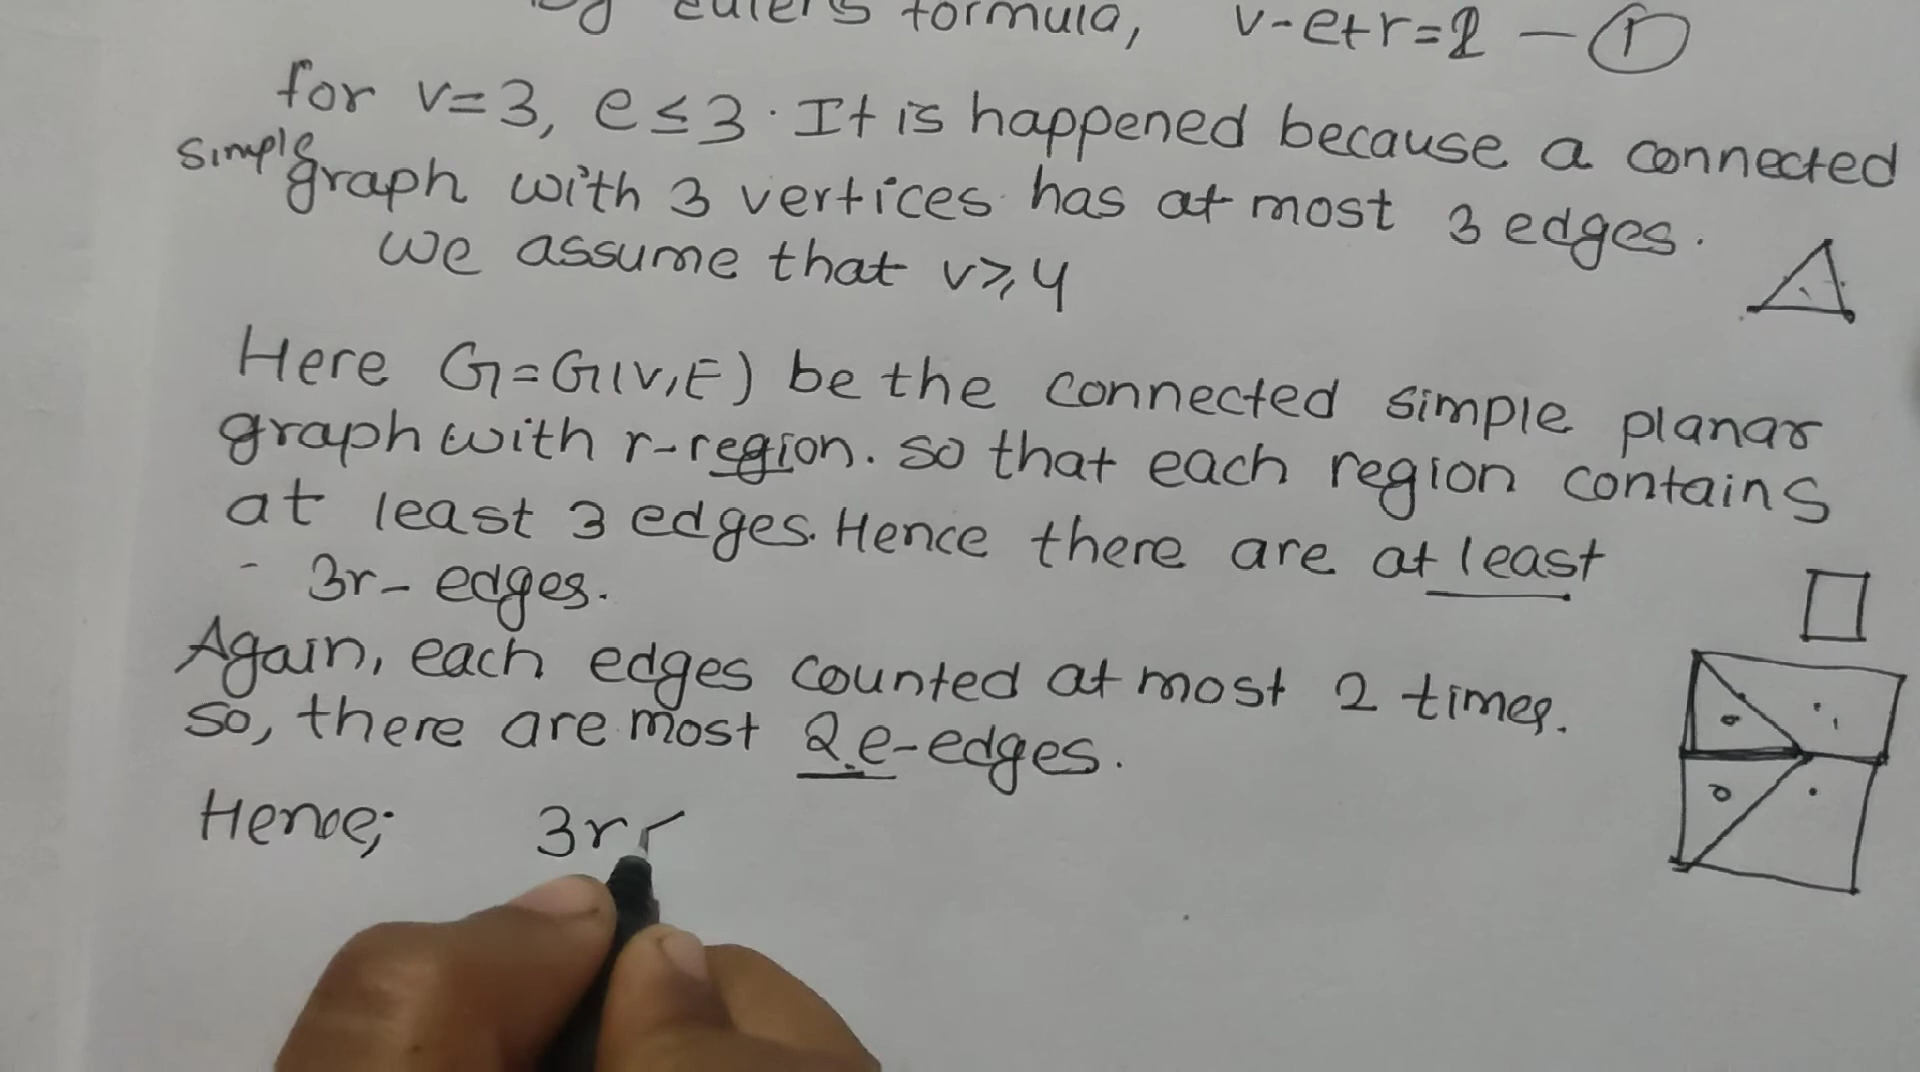 by euler's formula, v-e+r=2 — ①
for v=3, e≤3. It is happened because a connected
simple graph with 3 vertices has at most 3 edges.
we assume that v≥4
Here G=G(V,E) be the connected simple planar
graph with r-region. so that each region contains
at least 3 edges. Hence there are at least
3r- edges.
Again, each edges counted at most 2 times.
so, there are most 2e-edges.
Hence; 3r